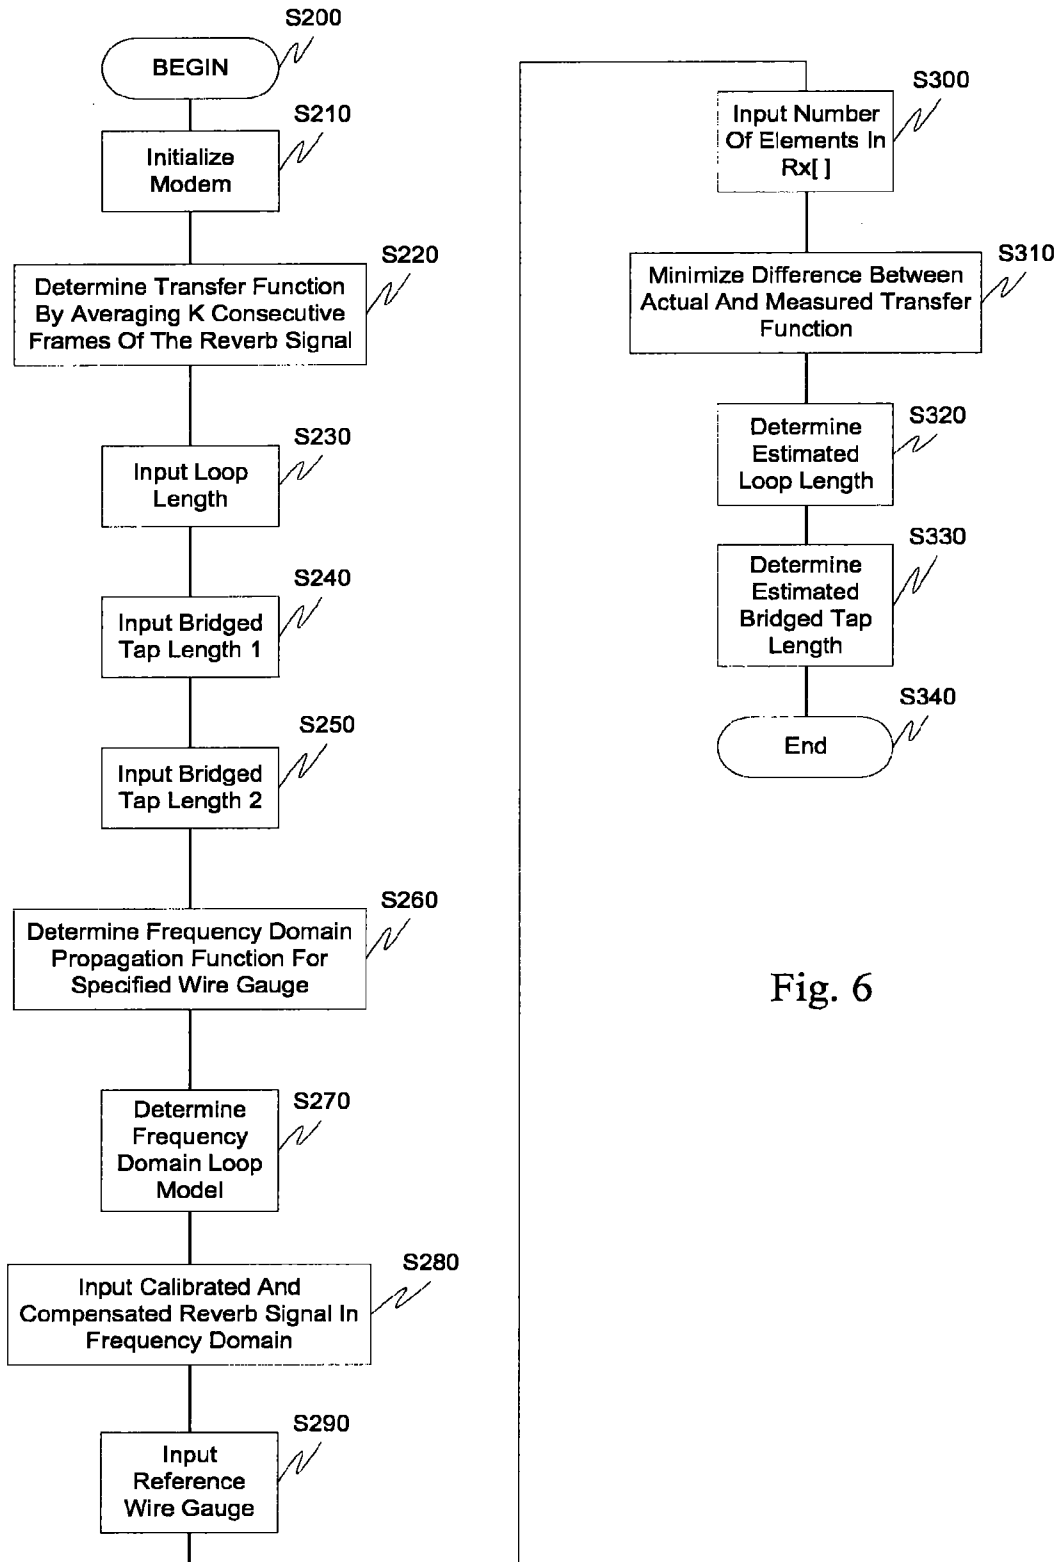 S200
BEGIN
S210
Initialize
Modem
S220
Determine Transfer Function
By Averaging K Consecutive
Frames Of The Reverb Signal
S230
Input Loop
Length
S240
Input Bridged
Tap Length 1
S250
Input Bridged
Tap Length 2
S260
Determine Frequency Domain
Propagation Function For
Specified Wire Gauge
S270
Determine
Frequency
Domain Loop
Model
S280
Input Calibrated And
Compensated Reverb Signal In
Frequency Domain
S290
Input
Reference
Wire Gauge
S300
Input Number
Of Elements In
Rx[ ]
S310
Minimize Difference Between
Actual And Measured Transfer
Function
S320
Determine
Estimated
Loop Length
S330
Determine
Estimated
Bridged Tap
Length
S340
End
Fig. 6